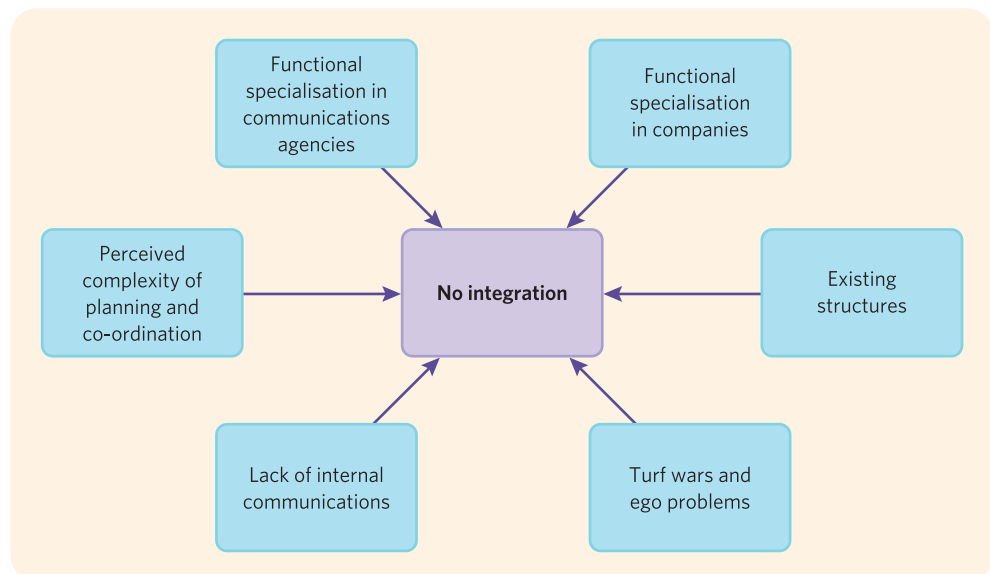 Functional
specialisation in
communications
agencies
Functional
specialisation
in companies
Perceived
complexity of
planning and
co-ordination
No integration
Existing
structures
Lack of internal
communications
Turf wars and
ego problems